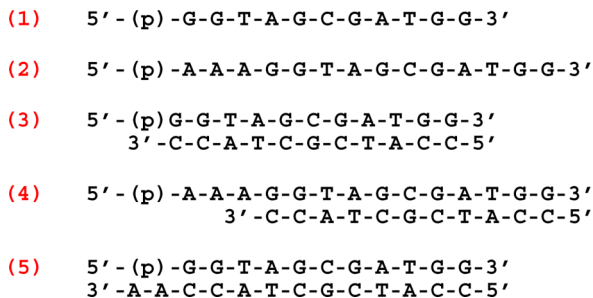 (1) 5’-(p)-G-G-T-A-G-C-G-A-T-G-G-3’
(2) 5’-(p)-A-A-A-G-G-T-A-G-C-G-A-T-G-G-3’
(3) 5’-(p)G-G-T-A-G-C-G-A-T-G-G-3’
3’-C-C-A-T-C-G-C-T-A-C-C-5’
(4) 5’-(p)-A-A-A-G-G-T-A-G-C-G-A-T-G-G-3’
3’-C-C-A-T-C-G-C-T-A-C-C-5’
(5) 5’-(p)-G-G-T-A-G-C-G-A-T-G-G-3’
3’-A-A-C-C-A-T-C-G-C-T-A-C-C-5’